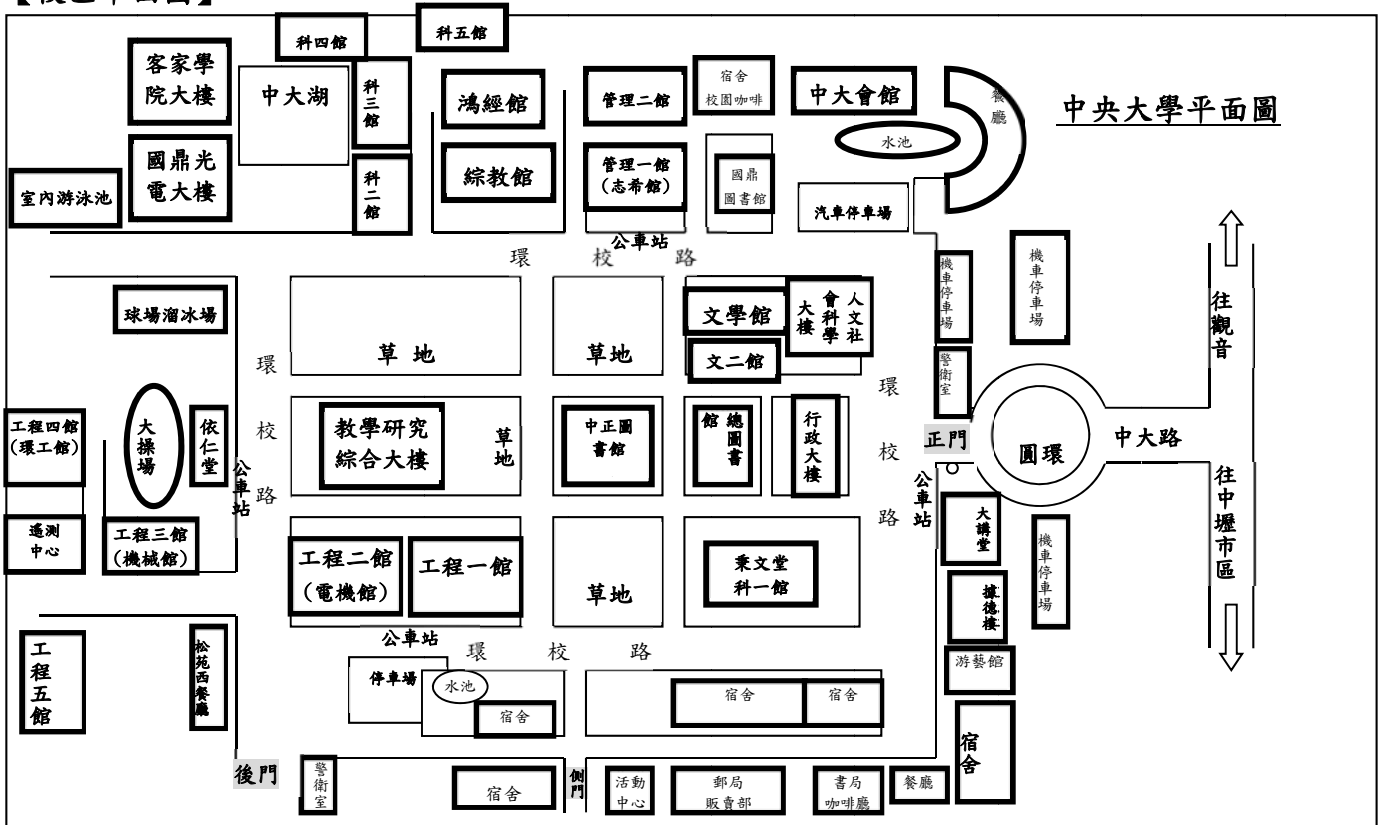 【校區平面圖】
科四館
科五館
客家學
院大樓
中大湖
科三館
鴻經館
管理二館
宿舍
校園咖啡
中大會館
餐廳
中央大學平面圖
水池
國鼎光
電大樓
科二館
綜教館
管理一館
(志希館)
國鼎
圖書館
室內游泳池
汽車停車場
公車站
環 校 路
機車停車場
機車停車場
往觀音
球場溜冰場
草 地
草地
文學館
人文社
會科學
大樓
文二館
環 校 路
環 校 路
警衛室
工程四館
(環工館)
大操場
依仁堂
公車站
教學研究
綜合大樓
草地
中正圖
書館
總圖書
館
行政大樓
正門
圓環
中大路
往中壢市區
公車站
遙測
中心
工程三館
(機械館)
工程二館
(電機館)
工程一館
草地
秉文堂
科一館
大講堂
機車停車場
據德樓
公車站
環 校 路
工程五館
松苑西餐廳
停車場
水池
宿舍
宿舍
宿舍
游藝館
宿舍
後門
警衛室
宿舍
側門
活動
中心
郵局
販賣部
書局
咖啡廳
餐廳